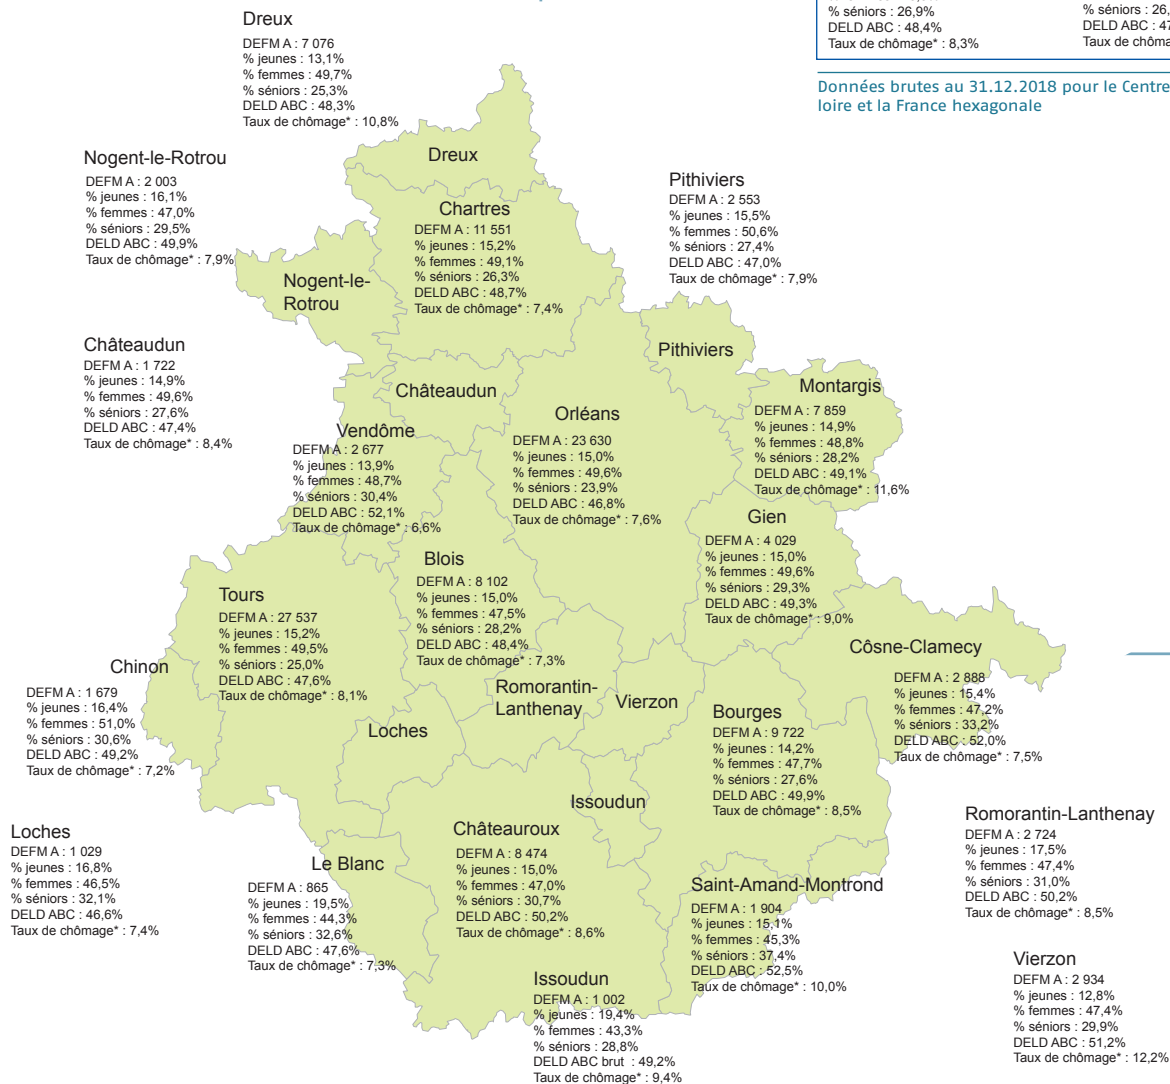 Dreux
DEFM A : 7 076
% jeunes : 13,1%
% femmes : 49,7%
% séniors : 25,3%
DELD ABC : 48,3%
Taux de chômage* : 10,8%
% séniors : 26,9%
DELD ABC : 48,4%
Taux de chômage* : 8,3%
% séniors : 26,
DELD ABC : 47
Taux de chôma
Données brutes au 31.12.2018 pour le Centre
loire et la France hexagonale
Dreux
Nogent-le-Rotrou
DEFM A : 2 003
% jeunes : 16,1%
% femmes : 47,0%
% séniors : 29,5%
DELD ABC : 49,9%
Taux de chômage* : 7,9%
Chartres
DEFM A : 11 551
% jeunes : 15,2%
% femmes : 49,1%
% séniors : 26,3%
DELD ABC : 48,7%
Taux de chômage* : 7,4%
Pithiviers
DEFM A : 2 553
% jeunes : 15,5%
% femmes : 50,6%
% séniors : 27,4%
DELD ABC : 47,0%
Taux de chômage* : 7,9%
Nogent-le-
Rotrou
Pithiviers
Châteaudun
DEFM A : 1 722
% jeunes : 14,9%
% femmes : 49,6%
% séniors : 27,6%
DELD ABC : 47,4%
Taux de chômage* : 8,4%
Châteaudun
Montargis
DEFM A : 7 859
% jeunes : 14,9%
% femmes : 48,8%
% séniors : 28,2%
DELD ABC : 49,1%
Taux de chômage* : 11,6%
Orléans
DEFM A : 23 630
% jeunes : 15,0%
% femmes : 49,6%
% séniors : 23,9%
DELD ABC : 46,8%
Taux de chômage* : 7,6%
Vendôme
DEFM A : 2 677
% jeunes : 13,9%
% femmes : 48,7%
% séniors : 30,4%
DELD ABC : 52,1%
Taux de chômage* : 6,6%
Gien
DEFM A : 4 029
% jeunes : 15,0%
% femmes : 49,6%
% séniors : 29,3%
DELD ABC : 49,3%
Taux de chômage* : 9,0%
Blois
DEFM A : 8 102
% jeunes : 15,0%
% femmes : 47,5%
% séniors : 28,2%
DELD ABC : 48,4%
Taux de chômage* : 7,3%
Tours
DEFM A : 27 537
% jeunes : 15,2%
% femmes : 49,5%
% séniors : 25,0%
DELD ABC : 47,6%
Taux de chômage* : 8,1%
Côsne-Clamecy
DEFM A : 2 888
% jeunes : 15,4%
% femmes : 47,2%
% séniors : 33,2%
DELD ABC : 52,0%
Taux de chômage* : 7,5%
Chinon
DEFM A : 1 679
% jeunes : 16,4%
% femmes : 51,0%
% séniors : 30,6%
DELD ABC : 49,2%
Taux de chômage* : 7,2%
Romorantin-
Lanthenay
Vierzon
Loches
Bourges
DEFM A : 9 722
% jeunes : 14,2%
% femmes : 47,7%
% séniors : 27,6%
DELD ABC : 49,9%
Taux de chômage* : 8,5%
Issoudun
Loches
DEFM A : 1 029
% jeunes : 16,8%
% femmes : 46,5%
% séniors : 32,1%
DELD ABC : 46,6%
Taux de chômage* : 7,4%
Le Blanc
DEFM A : 865
% jeunes : 19,5%
% femmes : 44,3%
% séniors : 32,6%
DELD ABC : 47,6%
Taux de chômage* : 7,3%
Châteauroux
DEFM A : 8 474
% jeunes : 15,0%
% femmes : 47,0%
% séniors : 30,7%
DELD ABC : 50,2%
Taux de chômage* : 8,6%
Saint-Amand-Montrond
DEFM A : 1 904
% jeunes : 15,1%
% femmes : 45,3%
% séniors : 37,4%
DELD ABC : 52,5%
Taux de chômage* : 10,0%
Romorantin-Lanthenay
DEFM A : 2 724
% jeunes : 17,5%
% femmes : 47,4%
% séniors : 31,0%
DELD ABC : 50,2%
Taux de chômage* : 8,5%
Issoudun
DEFM A : 1 002
% jeunes : 19,4%
% femmes : 43,3%
% séniors : 28,8%
DELD ABC brut : 49,2%
Taux de chômage* : 9,4%
Vierzon
DEFM A : 2 934
% jeunes : 12,8%
% femmes : 47,4%
% séniors : 29,9%
DELD ABC : 51,2%
Taux de chômage* : 12,2%